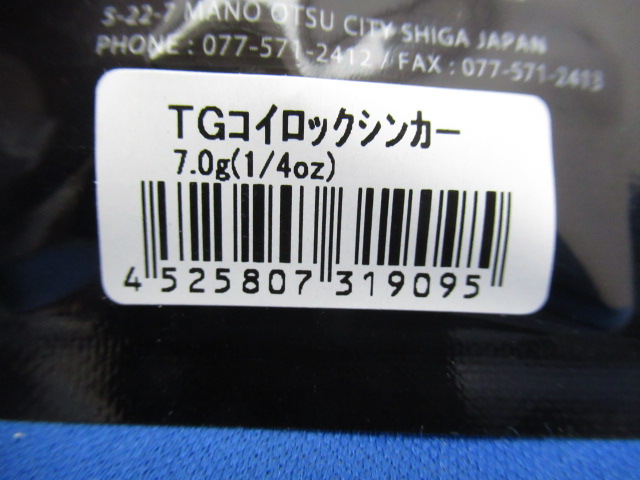 5-22-7 MANO OTSU CITY SHIGA JAPAN
PHONE : 077-571-2412 / FAX : 077-571-2413
TGコイロックシンカー
7.0g(1/4oz)
4 525807 319095